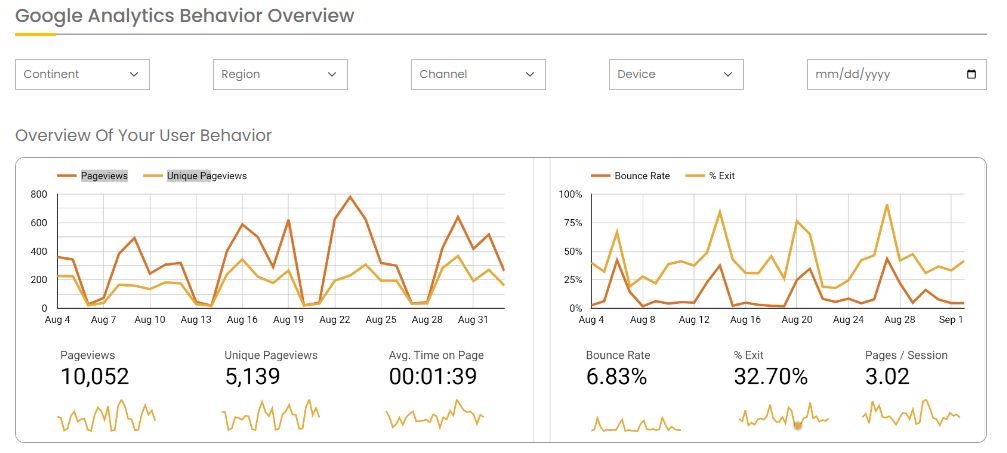 Google Analytics Behavior Overview
Continent Region Channel Device mm/dd/yyyy
Overview Of Your User Behavior
Pageviews Unique Pageviews
800
600
400
200
0
Aug 4 Aug 7 Aug 10 Aug 13 Aug 16 Aug 19 Aug 22 Aug 25 Aug 28 Aug 31
Pageviews Unique Pageviews Avg. Time on Page
10,052 5,139 00:01:39
Bounce Rate % Exit
100%
75%
50%
25%
0%
Aug 4 Aug 8 Aug 12 Aug 16 Aug 20 Aug 24 Aug 28 Sep 1
Bounce Rate % Exit Pages / Session
6.83% 32.70% 3.02